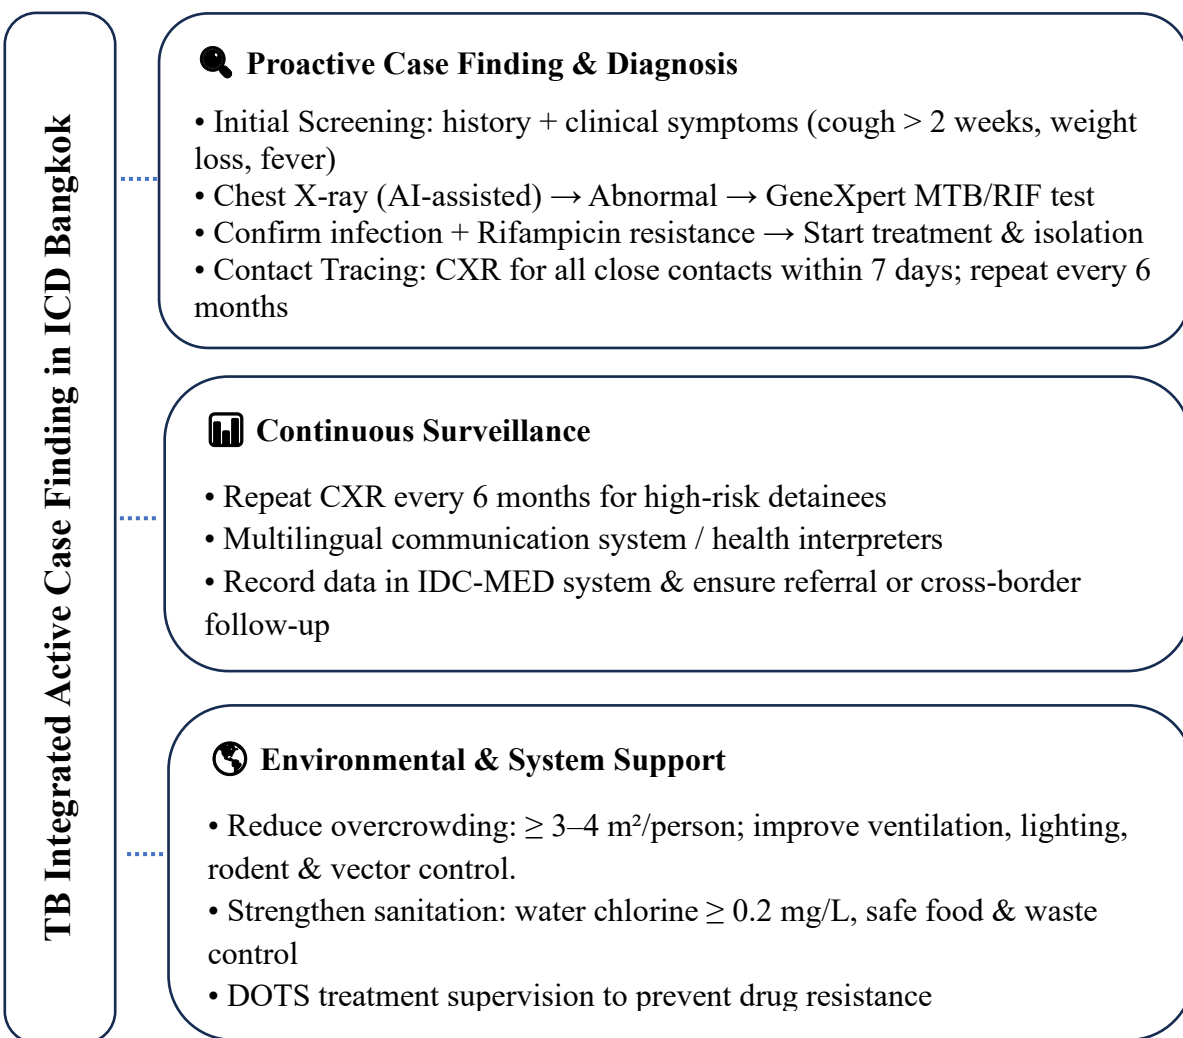 TB Integrated Active Case Finding in ICD Bangkok
Proactive Case Finding & Diagnosis
• Initial Screening: history + clinical symptoms (cough > 2 weeks, weight
loss, fever)
• Chest X-ray (AI-assisted) → Abnormal → GeneXpert MTB/RIF test
• Confirm infection + Rifampicin resistance → Start treatment & isolation
• Contact Tracing: CXR for all close contacts within 7 days; repeat every 6
months
Continuous Surveillance
• Repeat CXR every 6 months for high-risk detainees
• Multilingual communication system / health interpreters
• Record data in IDC-MED system & ensure referral or cross-border
follow-up
Environmental & System Support
• Reduce overcrowding: ≥ 3–4 m²/person; improve ventilation, lighting,
rodent & vector control.
• Strengthen sanitation: water chlorine ≥ 0.2 mg/L, safe food & waste
control
• DOTS treatment supervision to prevent drug resistance